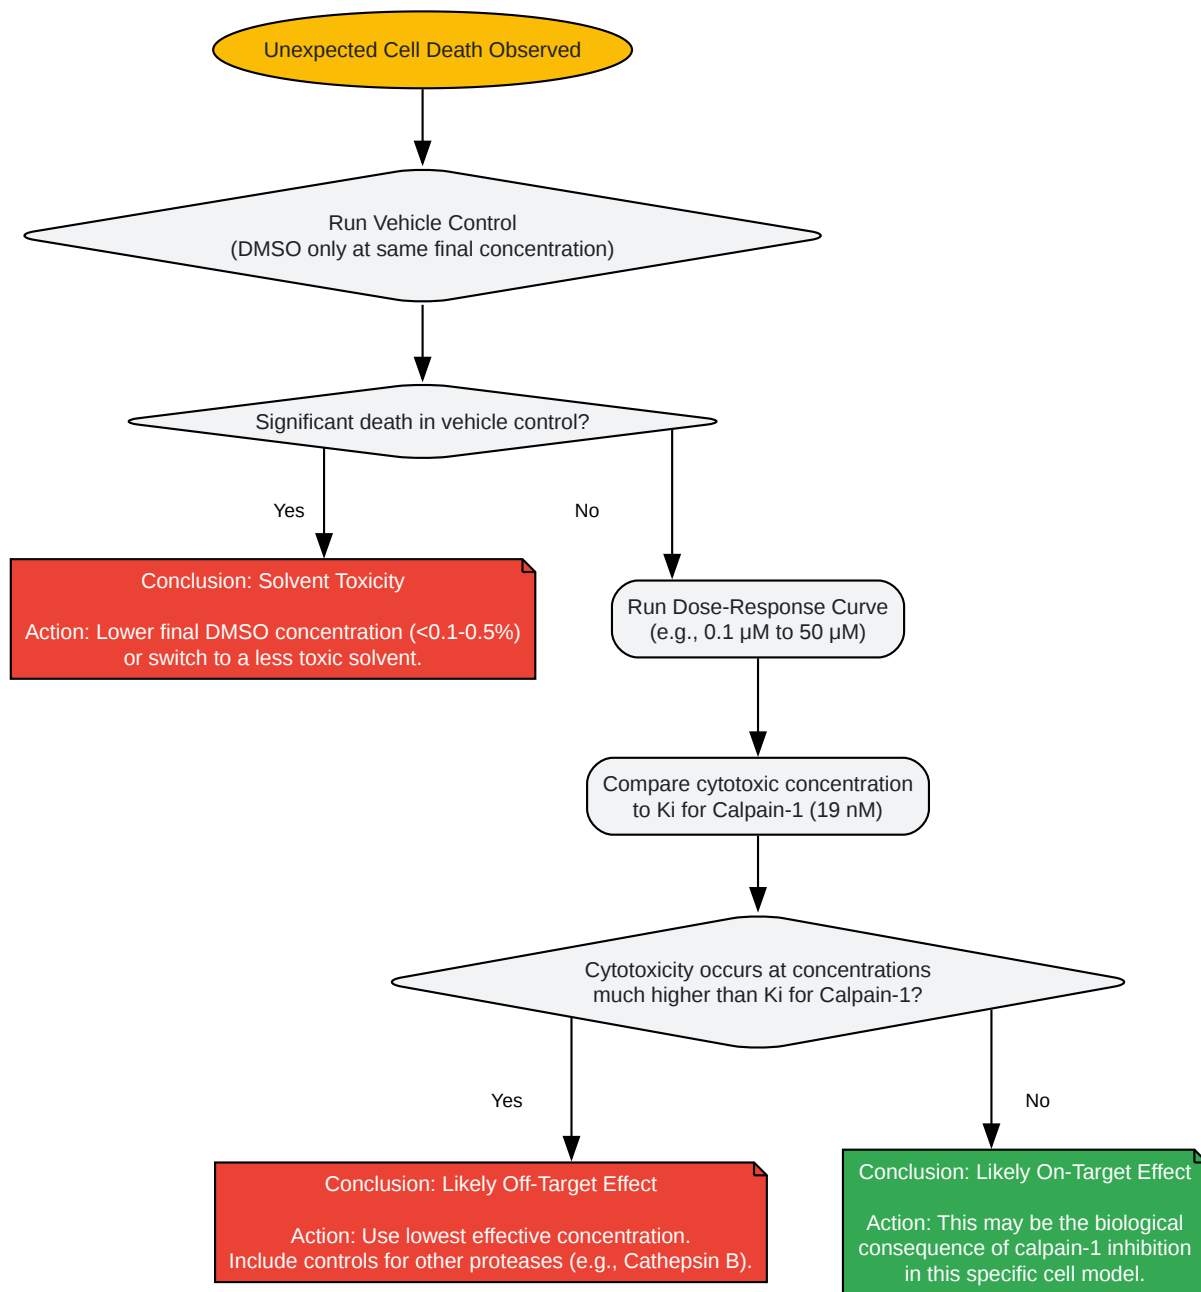 Unexpected Cell Death Observed
Run Vehicle Control
(DMSO only at same final concentration)
Significant death in vehicle control?
Yes
No
Conclusion: Solvent Toxicity
Action: Lower final DMSO concentration (<0.1-0.5%)
or switch to a less toxic solvent.
Run Dose-Response Curve
(e.g., 0.1 μM to 50 μM)
Compare cytotoxic concentration
to Ki for Calpain-1 (19 nM)
Cytotoxicity occurs at concentrations
much higher than Ki for Calpain-1?
Yes
No
Conclusion: Likely Off-Target Effect
Action: Use lowest effective concentration.
Include controls for other proteases (e.g., Cathepsin B).
Conclusion: Likely On-Target Effect
Action: This may be the biological
consequence of calpain-1 inhibition
in this specific cell model.